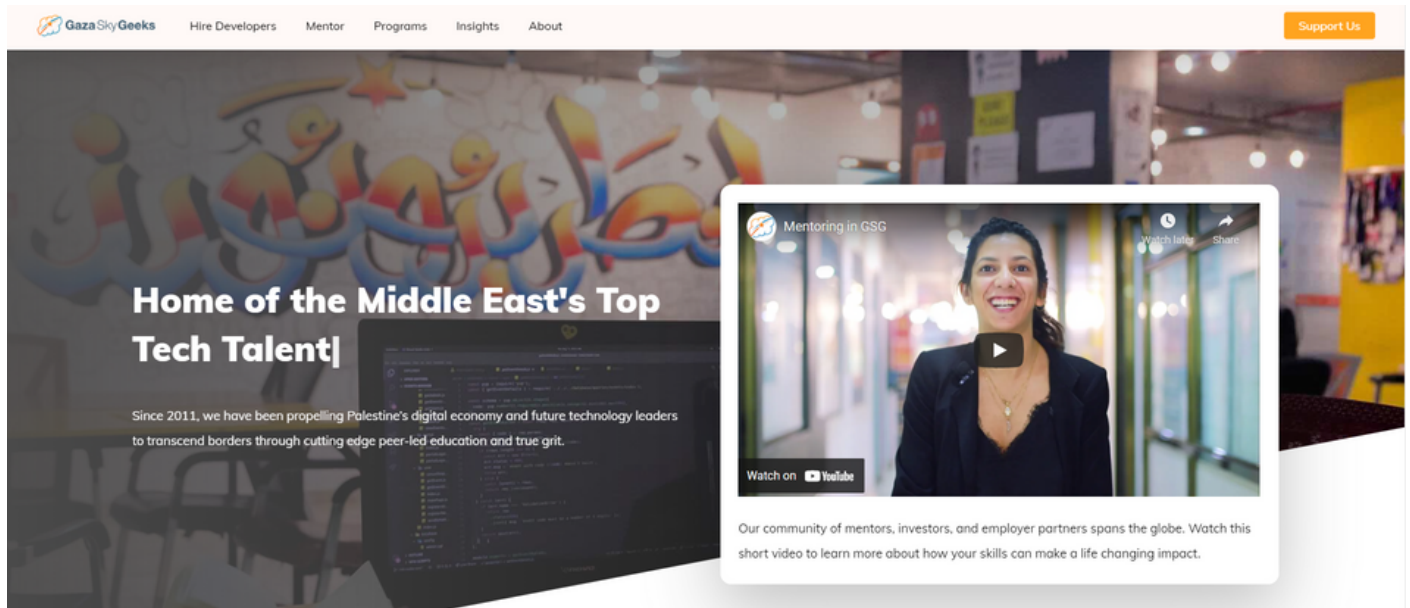 GazaSkyGeeks
Hire Developers
Mentor
Programs
Insights
About
Support Us
Home of the Middle East's Top
Tech Talent|
Since 2011, we have been propelling Palestine's digital economy and future technology leaders
to transcend borders through cutting edge peer-led education and true grit.
Mentoring in GSG
Watch later
Share
Watch on YouTube
Our community of mentors, investors, and employer partners spans the globe. Watch this
short video to learn more about how your skills can make a life changing impact.